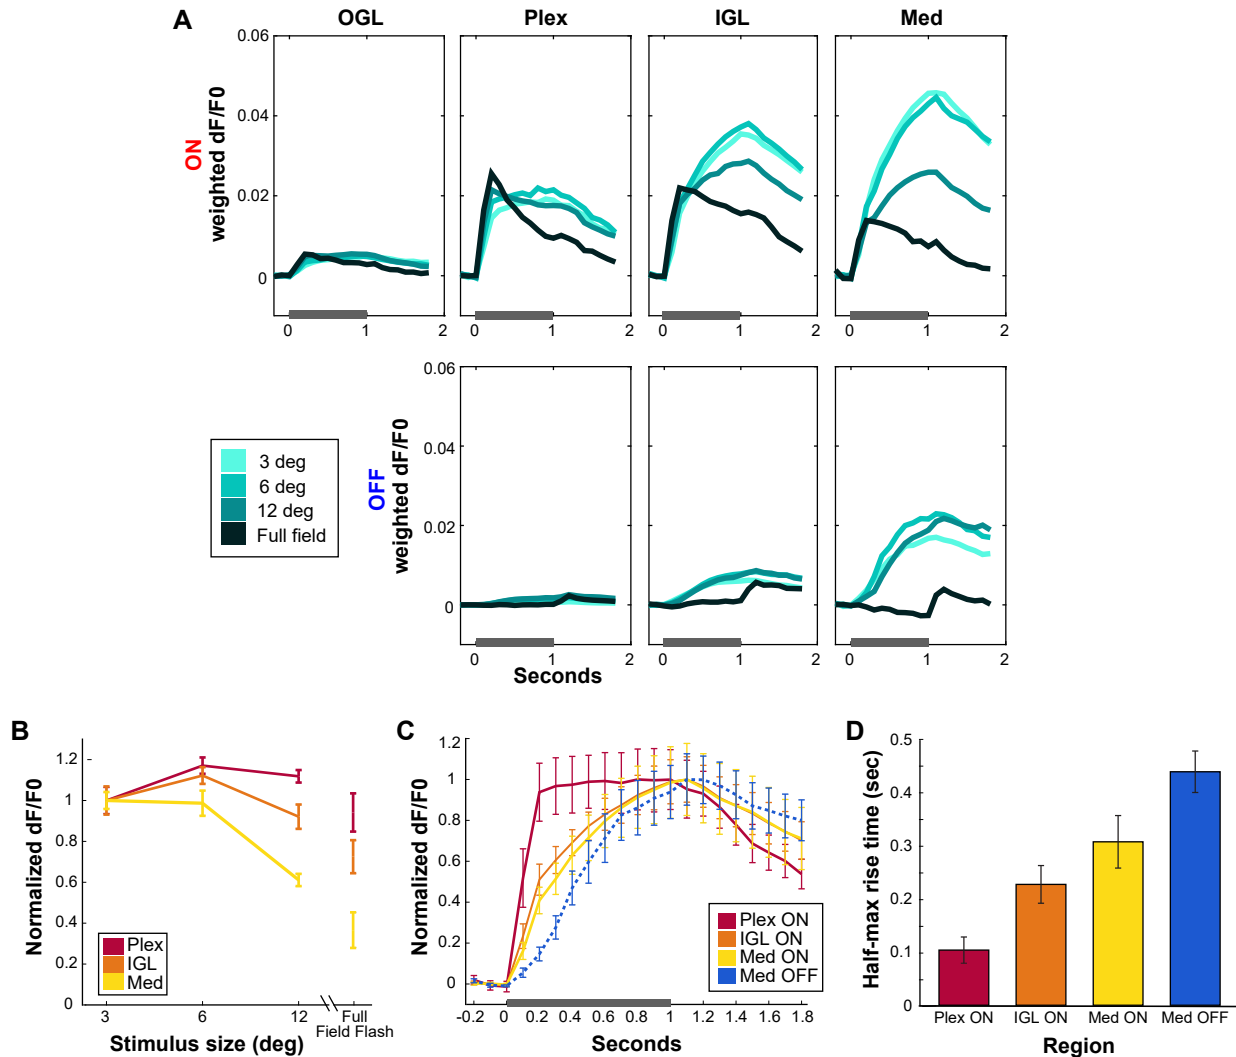 A
OGL
Plex
IGL
Med
ON
weighted dF/F0
0.06
0.04
0.02
0
0 1 2
0 1 2
0 1 2
0 1 2
OFF
weighted dF/F0
0.06
0.04
0.02
0
0 1 2
0 1 2
0 1 2
Seconds
3 deg
6 deg
12 deg
Full field
B
Normalized dF/F0
1.2
1.0
0.8
0.6
0.4
0.2
0
3 6 12 Full
Field Flash
Stimulus size (deg)
Plex
IGL
Med
C
Normalized dF/F0
1.2
1.0
0.8
0.6
0.4
0.2
0
-0.2 0 0.2 0.4 0.6 0.8 1 1.2 1.4 1.6 1.8
Seconds
Plex ON
IGL ON
Med ON
Med OFF
D
Half-max rise time (sec)
0.5
0.4
0.3
0.2
0.1
0
Plex ON IGL ON Med ON Med OFF
Region